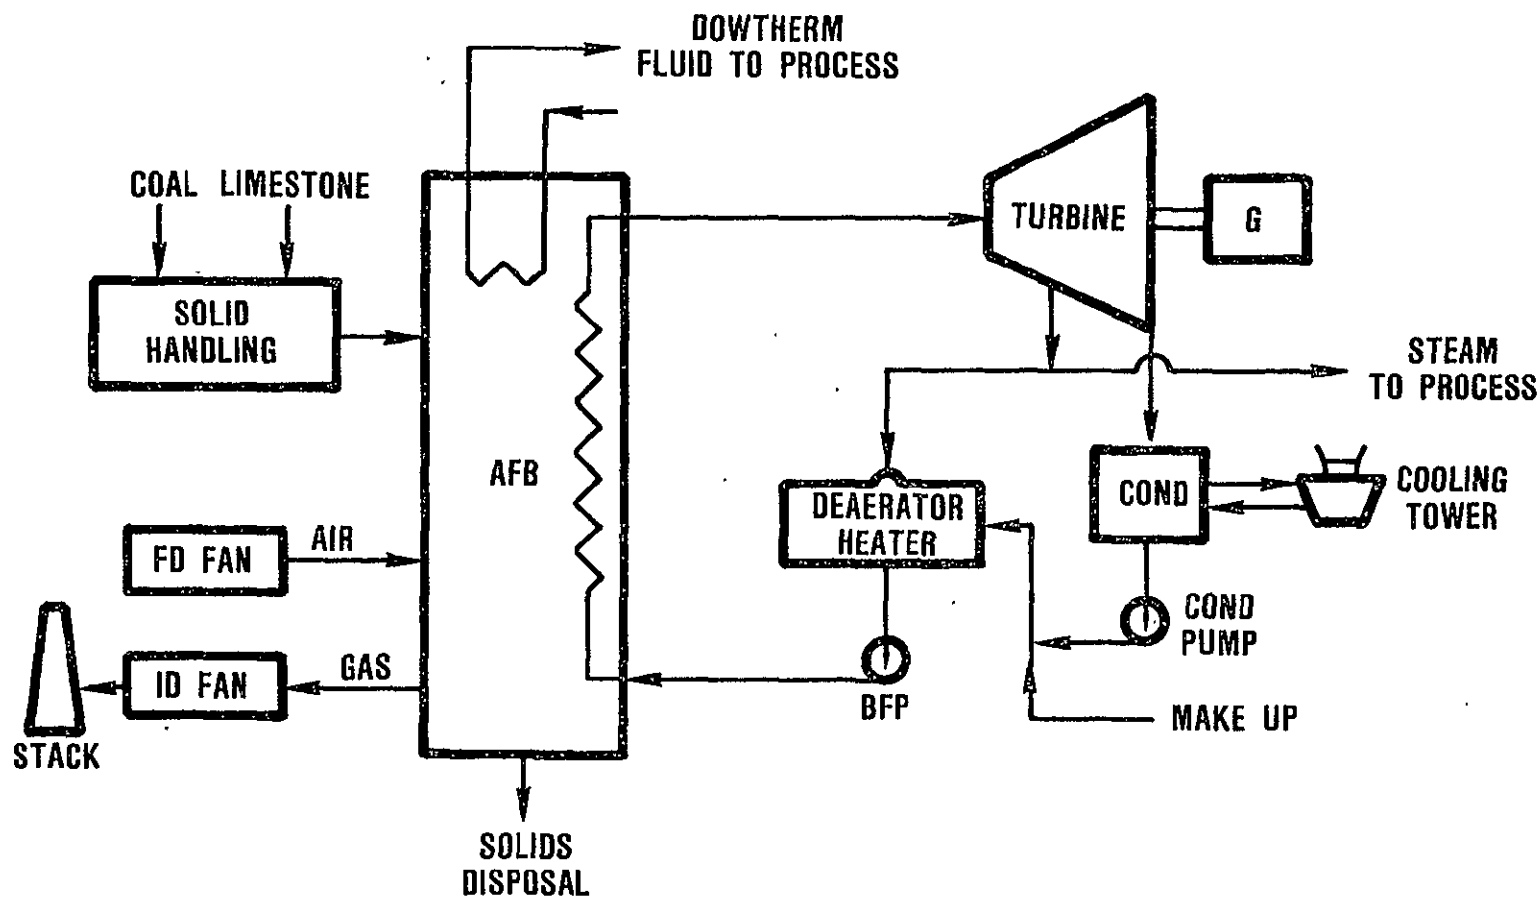 DOWTHERM
FLUID TO PROCESS
COAL LIMESTONE
SOLID
HANDLING
TURBINE
G
STEAM
TO PROCESS
AFB
DEAERATOR
HEATER
COND
COOLING
TOWER
FD FAN
AIR
COND
PUMP
ID FAN
GAS
BFP
MAKE UP
STACK
SOLIDS
DISPOSAL